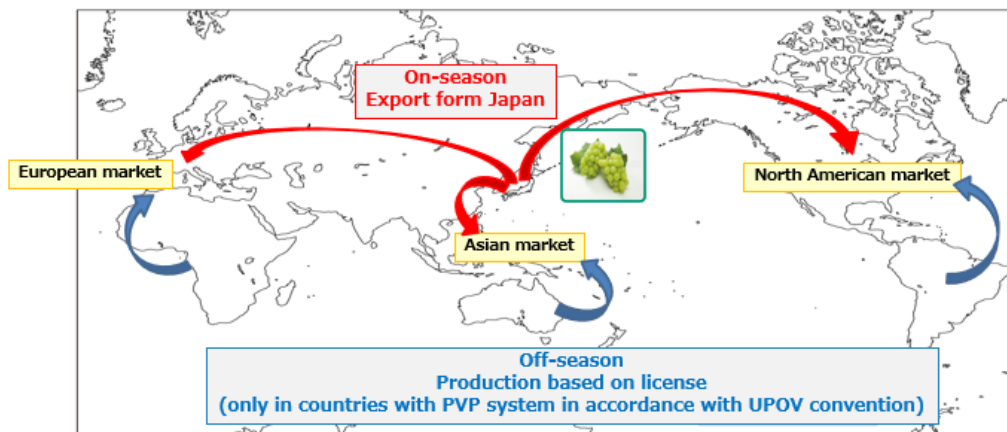 On-season
Export form Japan
European market
North American market
Asian market
Off-season
Production based on license
(only in countries with PVP system in accordance with UPOV convention)